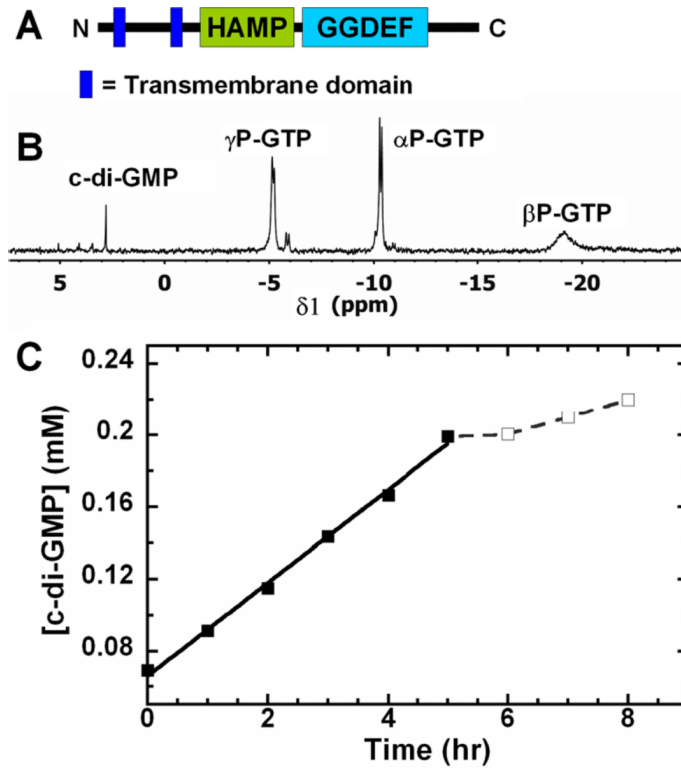 A N HAMP GGDEF C
= Transmembrane domain
B
γP-GTP αP-GTP
c-di-GMP
βP-GTP
5 0 -5 -10 -15 -20
δ1 (ppm)
C
0.24
0.2
0.16
0.12
0.08
[c-di-GMP] (mM)
0 2 4 6 8
Time (hr)